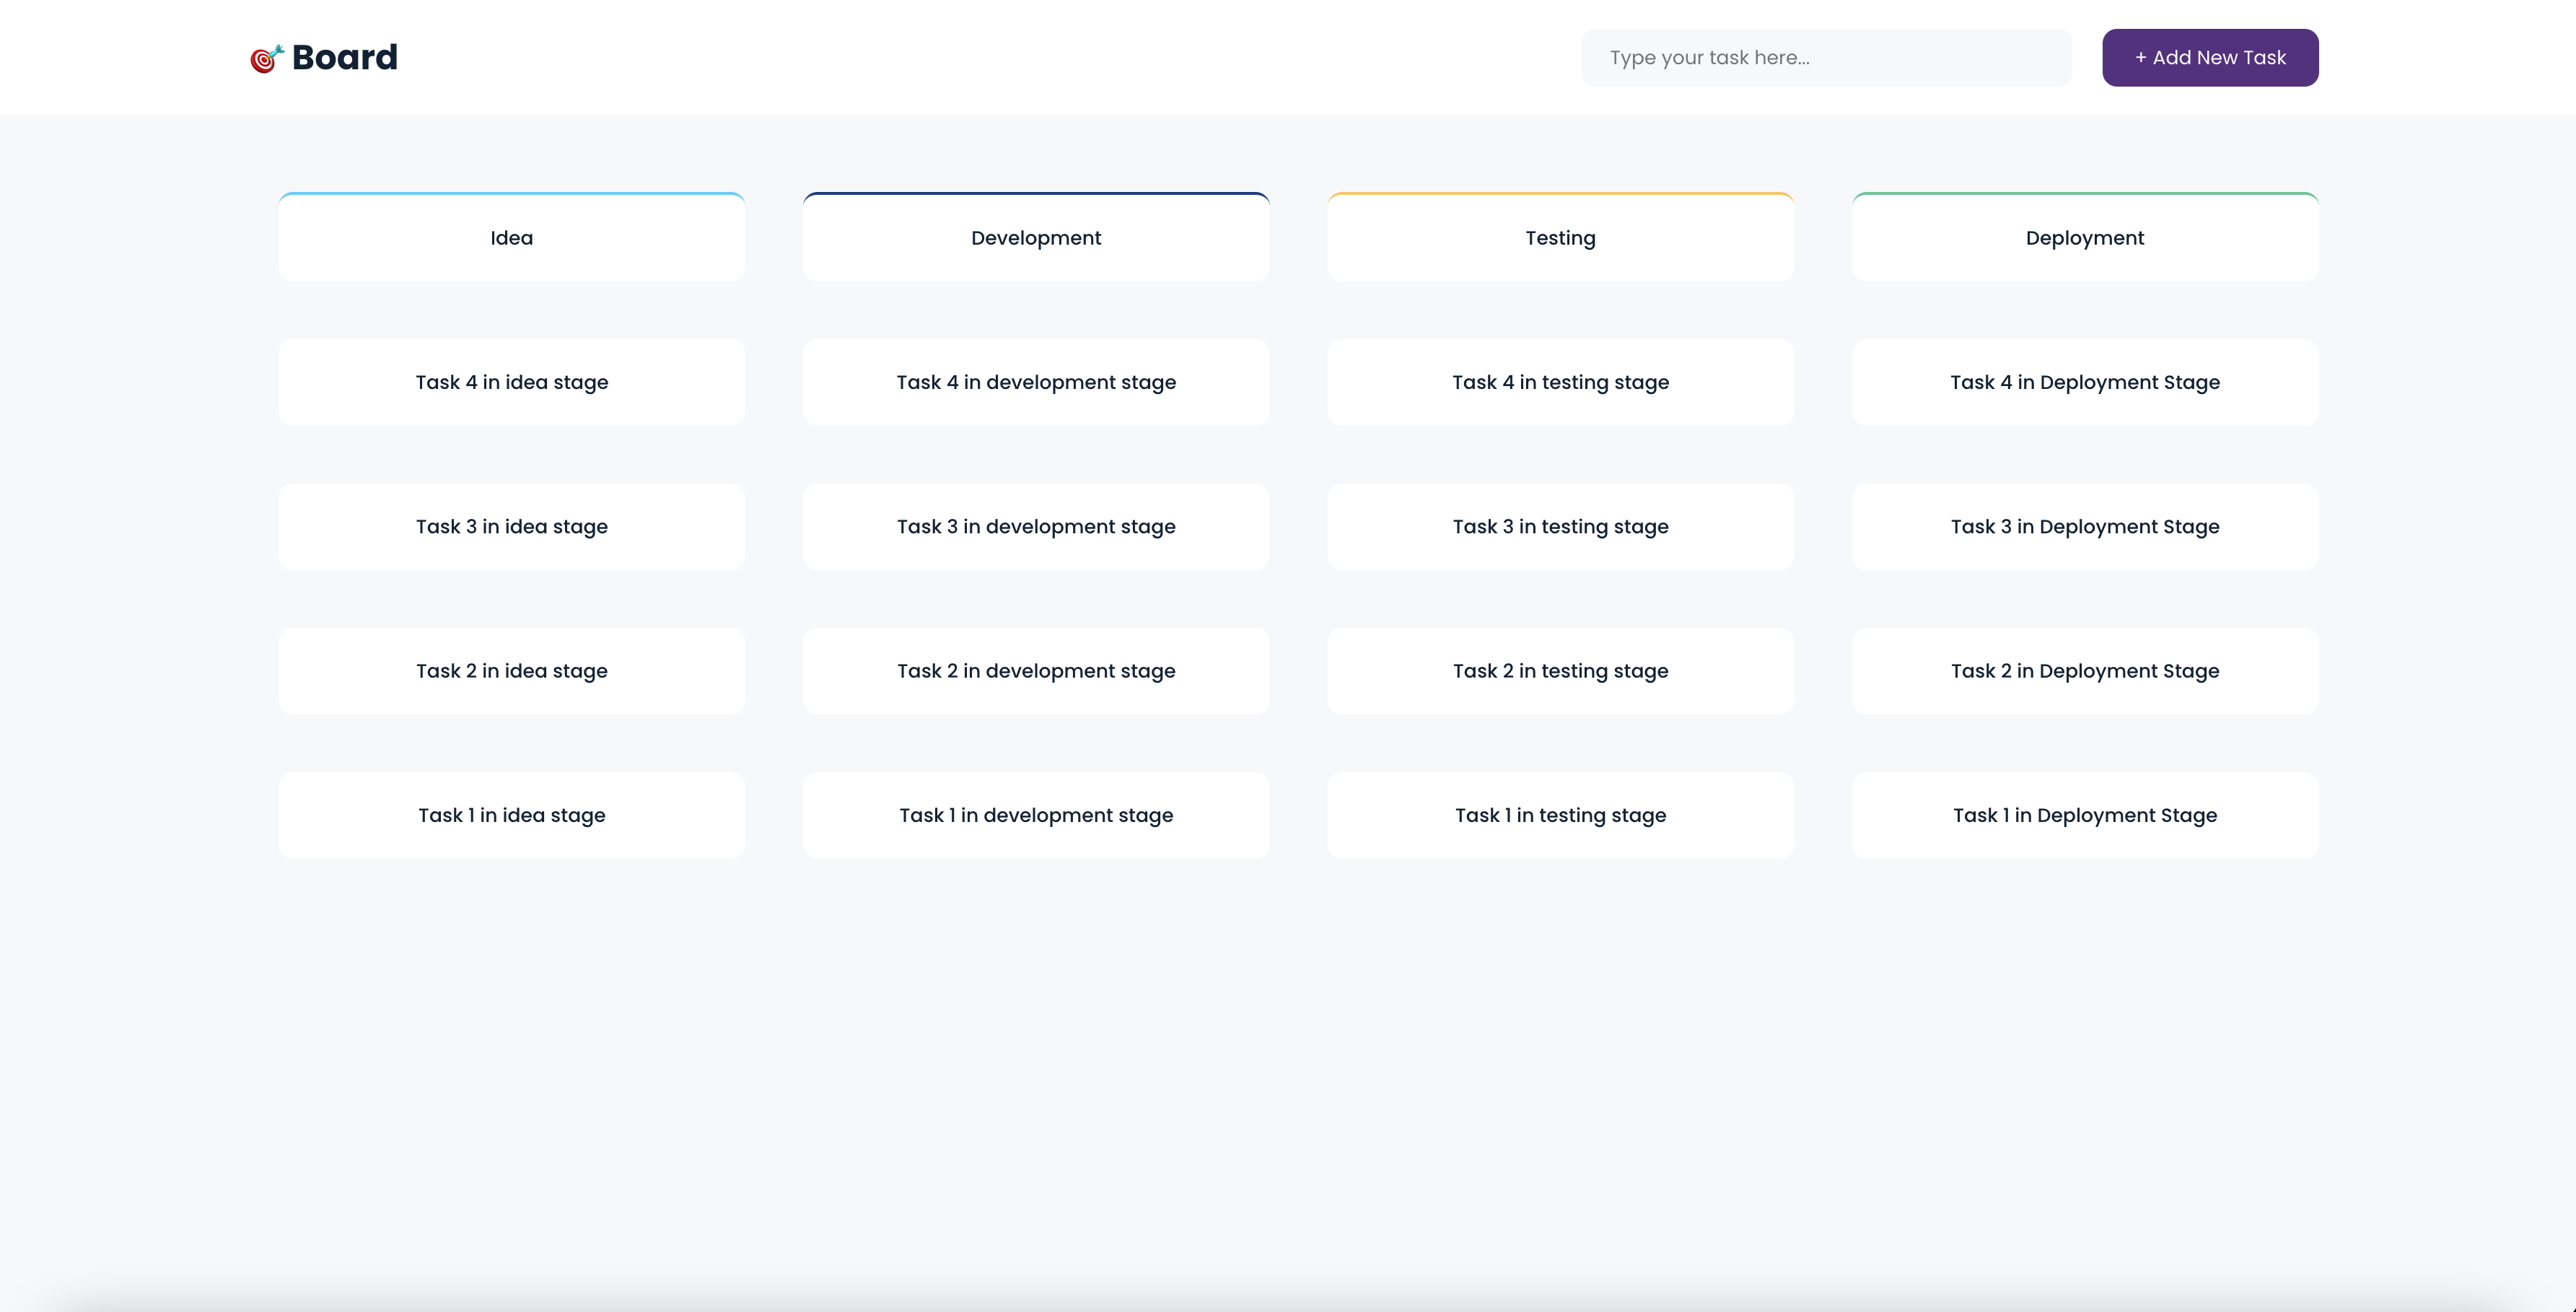 🎯 Board
Type your task here...
+ Add New Task
Idea
Development
Testing
Deployment
Task 4 in idea stage
Task 4 in development stage
Task 4 in testing stage
Task 4 in Deployment Stage
Task 3 in idea stage
Task 3 in development stage
Task 3 in testing stage
Task 3 in Deployment Stage
Task 2 in idea stage
Task 2 in development stage
Task 2 in testing stage
Task 2 in Deployment Stage
Task 1 in idea stage
Task 1 in development stage
Task 1 in testing stage
Task 1 in Deployment Stage